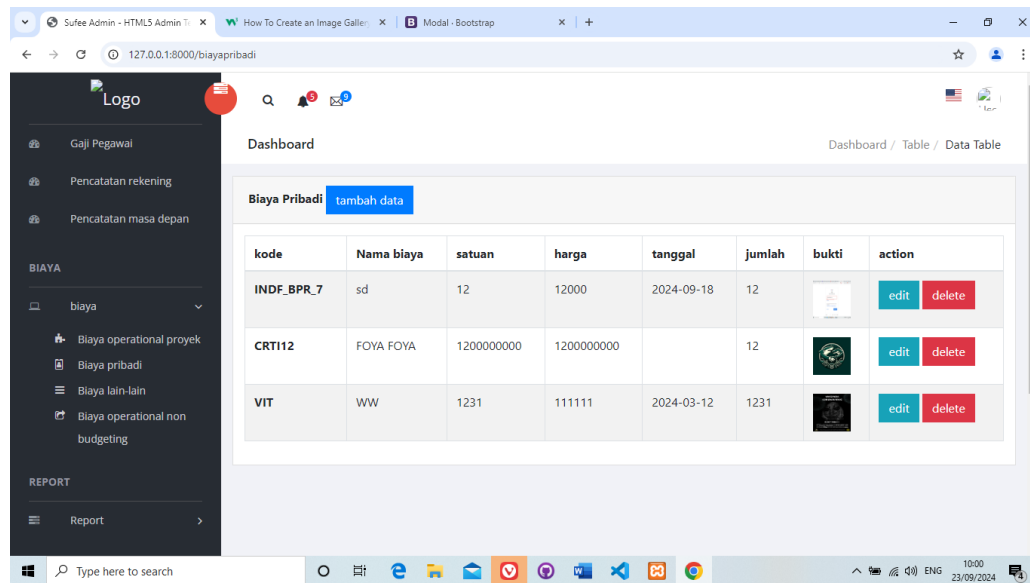 Sufee Admin - HTML5 Admin T
How To Create an Image Galler
Modal · Bootstrap
127.0.0.1:8000/biayapribadi
Logo
5
9
Gaji Pegawai
Pencatatan rekening
Pencatatan masa depan
BIAYA
biaya
Biaya operational proyek
Biaya pribadi
Biaya lain-lain
Biaya operational non
budgeting
REPORT
Report
Dashboard
Dashboard / Table / Data Table
Biaya Pribadi tambah data
kode Nama biaya satuan harga tanggal jumlah bukti action
INDF_BPR_7 sd 12 12000 2024-09-18 12 edit delete
CRTI12 FOYA FOYA 1200000000 1200000000 12 edit delete
VIT WW 1231 111111 2024-03-12 1231 edit delete
Type here to search
ENG
10:00
23/09/2024
4